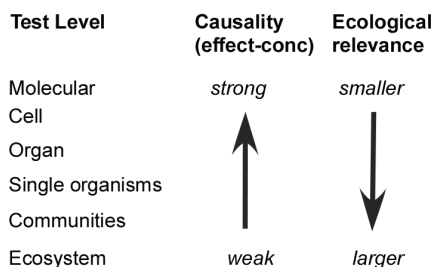 Test Level Causality Ecological
(effect-conc) relevance
Molecular strong smaller
Cell
Organ
Single organisms
Communities
Ecosystem weak larger